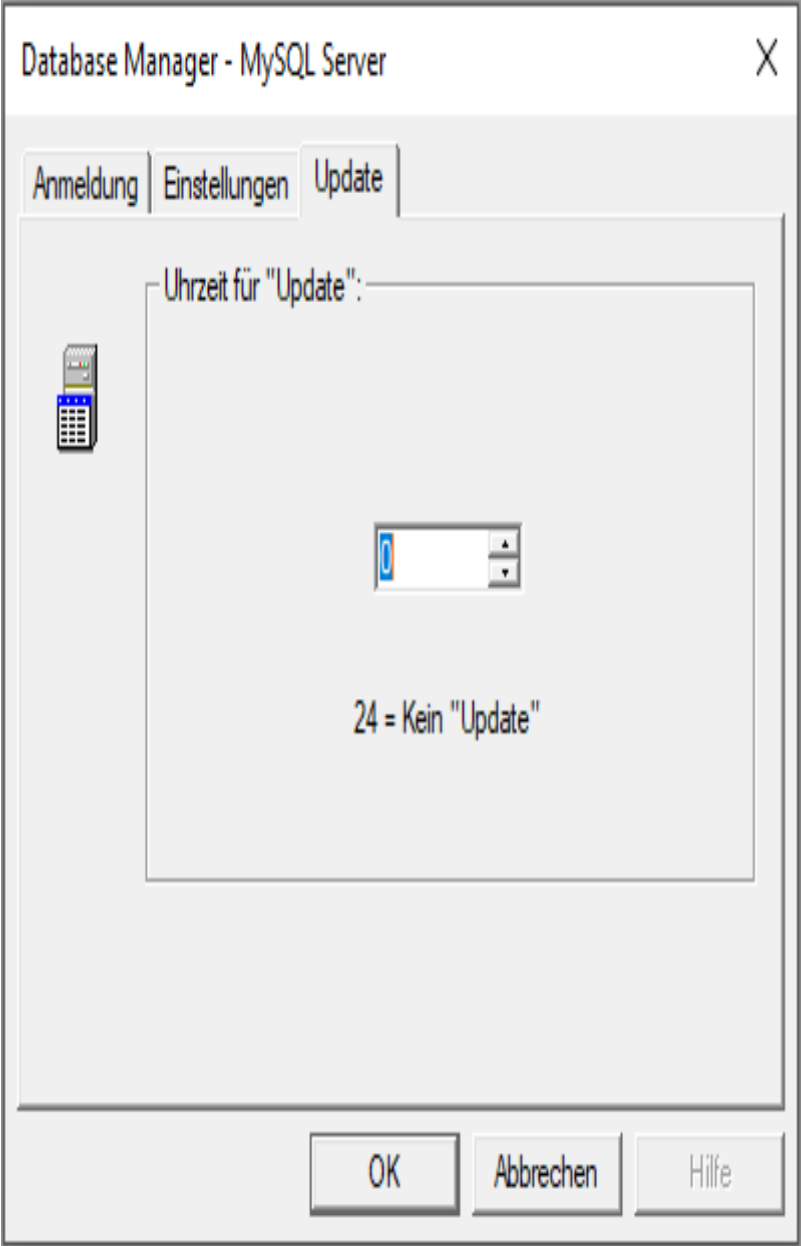 Database Manager - MySQL Server
Anmeldung Einstellungen Update
Uhrzeit für "Update":
0
24 = Kein "Update"
OK Abbrechen Hilfe